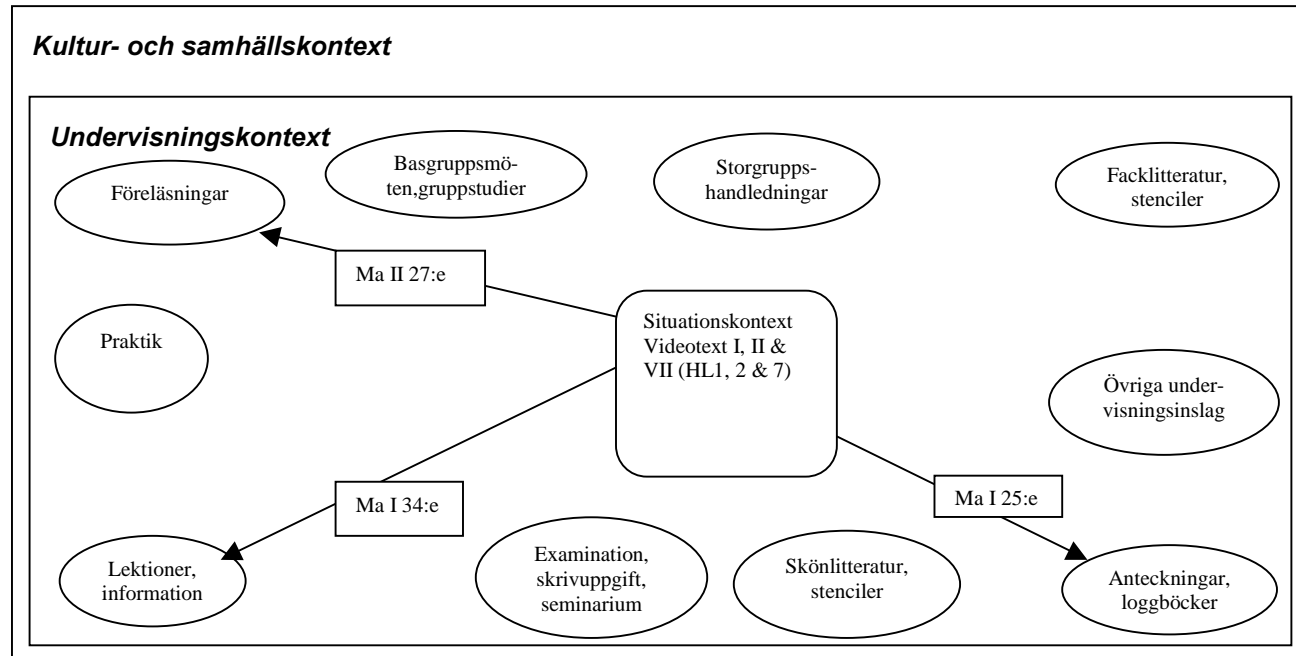 Kultur- och samhällskontext
Undervisningskontext
Föreläsningar
Basgruppsmö-
ten,gruppstudier
Storgrupps-
handledningar
Facklitteratur,
stenciler
Ma II 27:e
Praktik
Situationskontext
Videotext I, II &
VII (HL1, 2 & 7)
Övriga under-
visningsinslag
Ma I 34:e
Ma I 25:e
Lektioner,
information
Examination,
skrivuppgift,
seminarium
Skönlitteratur,
stenciler
Anteckningar,
loggböcker